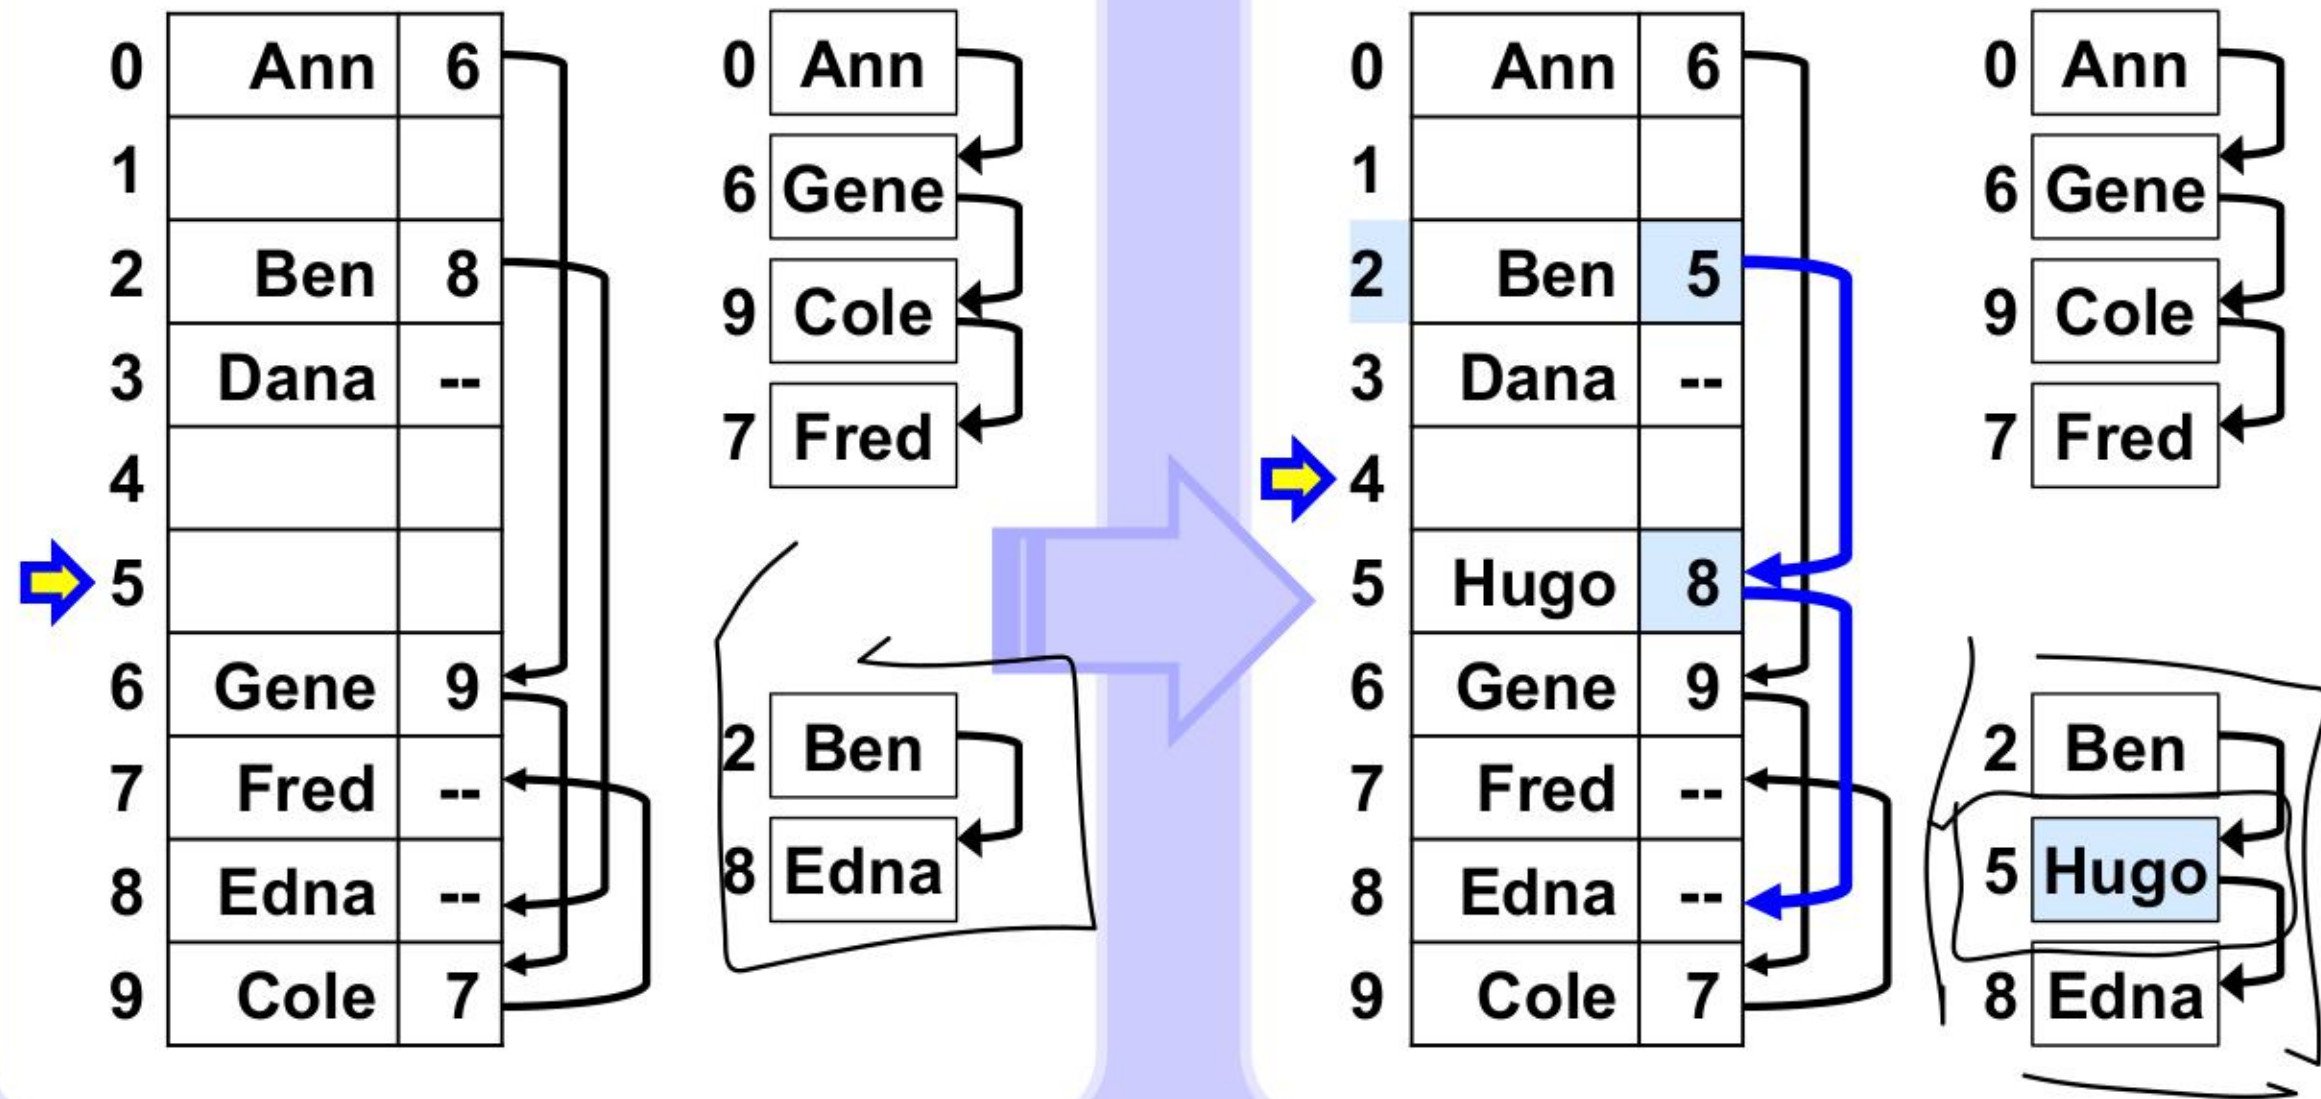 0 Ann 6
1
2 Ben 8
3 Dana --
4
5
6 Gene 9
7 Fred --
8 Edna --
9 Cole 7
0 Ann
6 Gene
9 Cole
7 Fred
2 Ben
8 Edna
0 Ann 6
1
2 Ben 5
3 Dana --
4
5 Hugo 8
6 Gene 9
7 Fred --
8 Edna --
9 Cole 7
0 Ann
6 Gene
9 Cole
7 Fred
2 Ben
5 Hugo
8 Edna